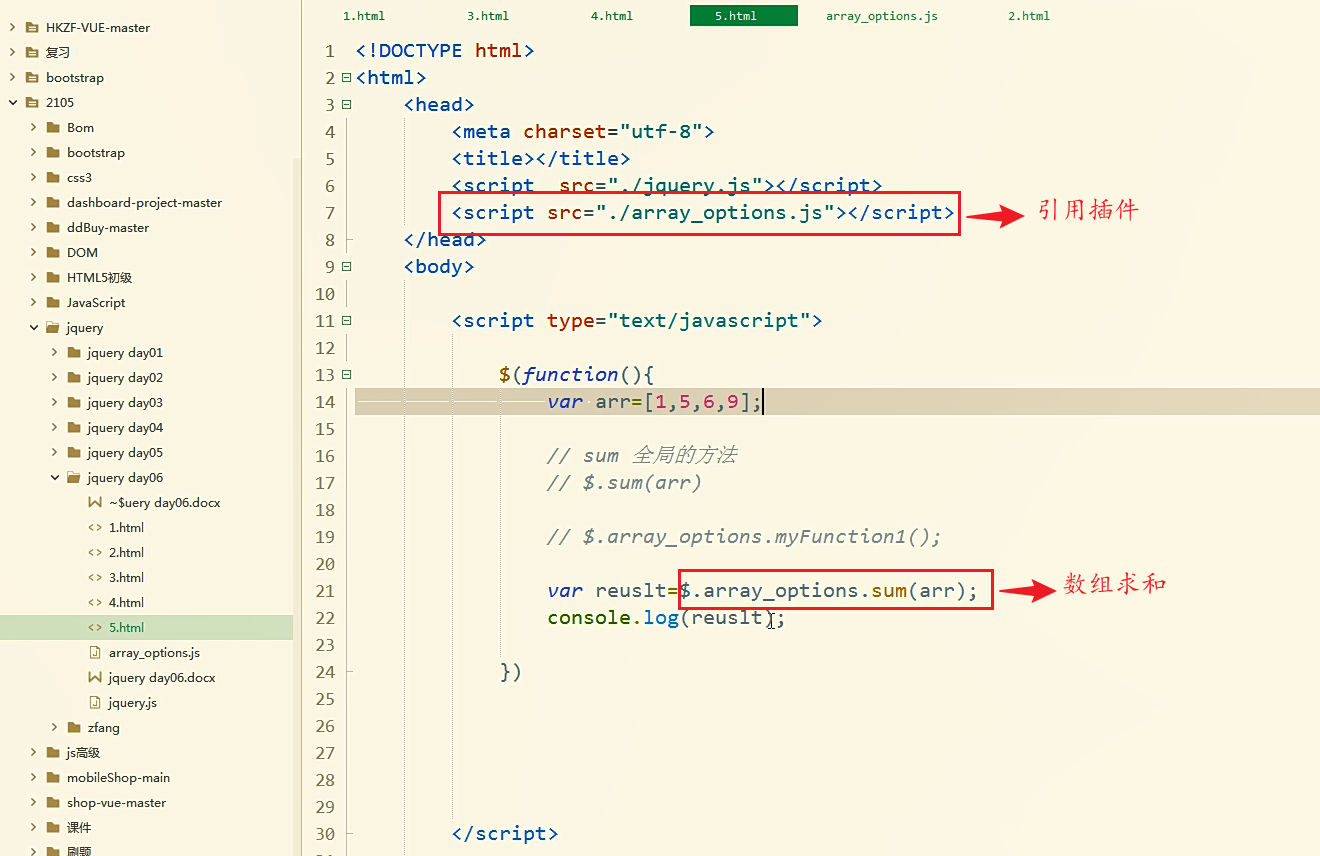 HKZF-VUE-master
复习
bootstrap
2105
Bom
bootstrap
css3
dashboard-project-master
ddBuy-master
DOM
HTML5初级
JavaScript
jquery
jquery day01
jquery day02
jquery day03
jquery day04
jquery day05
jquery day06
~$uery day06.docx
1.html
2.html
3.html
4.html
5.html
array_options.js
jquery day06.docx
jquery.js
zfang
js高级
mobileShop-main
shop-vue-master
课件
刷题
1.html 3.html 4.html 5.html array_options.js 2.html
1 <!DOCTYPE html>
2 <html>
3 <head>
4 <meta charset="utf-8">
5 <title></title>
6 <script  src="./jquery.js"></script>
7 <script src="./array_options.js"></script> 引用插件
8 </head>
9 <body>
10
11 <script type="text/javascript">
12
13 $(function(){
14 var arr=[1,5,6,9];
15
16 // sum 全局的方法
17 // $.sum(arr)
18
19 // $.array_options.myFunction1();
20
21 var reuslt=$.array_options.sum(arr); 数组求和
22 console.log(reuslt);
23
24 })
25
26
27
28
29
30 </script>